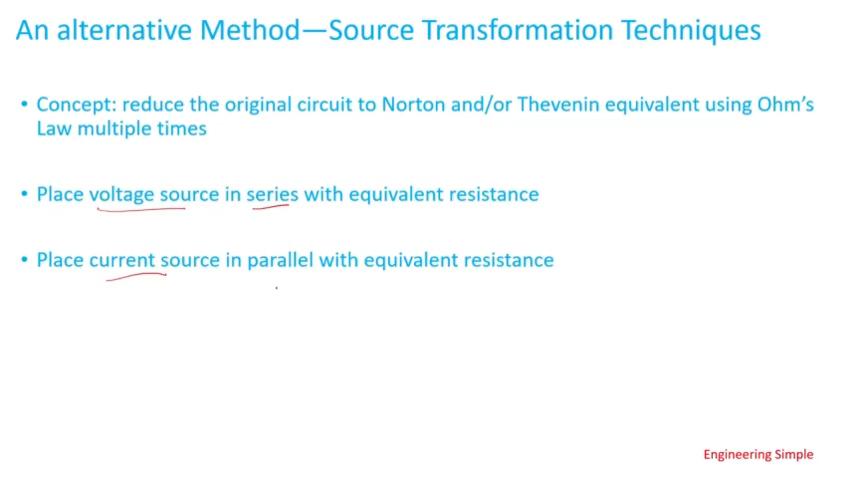 An alternative Method—Source Transformation Techniques
• Concept: reduce the original circuit to Norton and/or Thevenin equivalent using Ohm's
Law multiple times
• Place voltage source in series with equivalent resistance
• Place current source in parallel with equivalent resistance
Engineering Simple